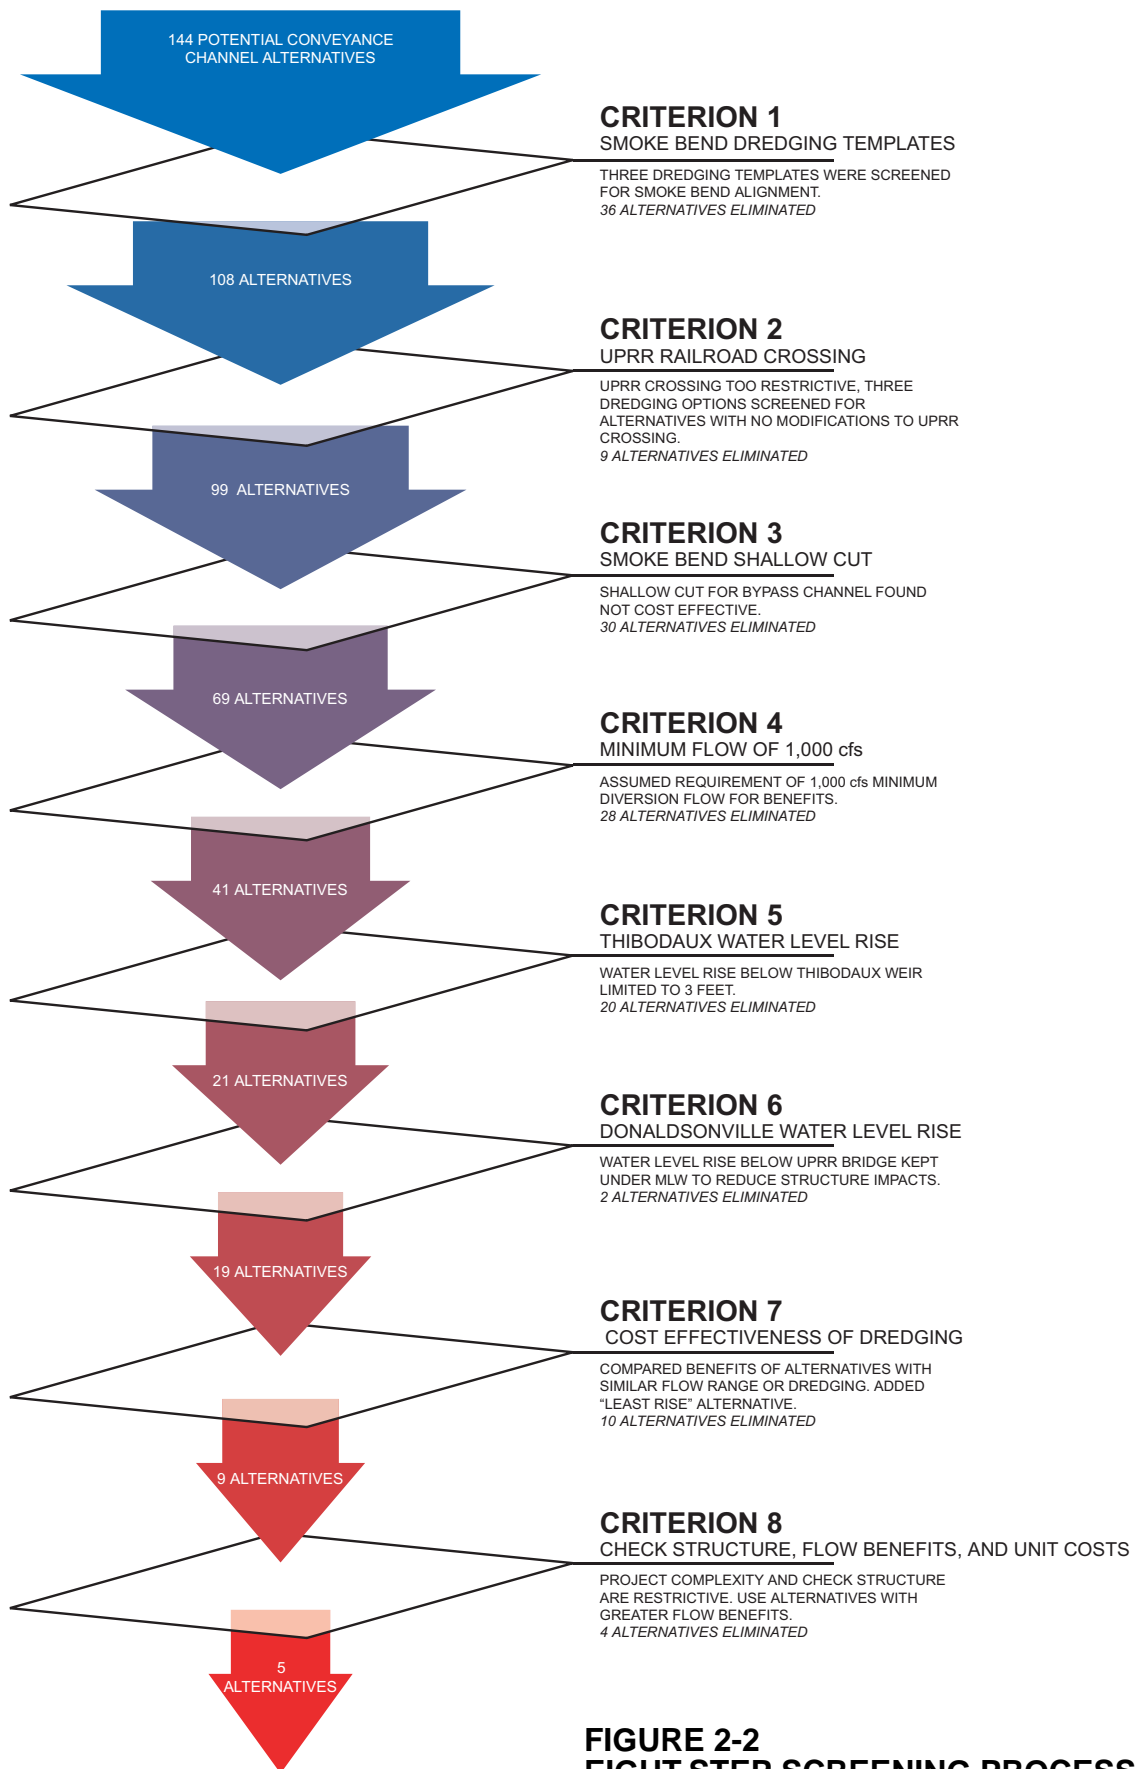 144 POTENTIAL CONVEYANCE
CHANNEL ALTERNATIVES
CRITERION 1
SMOKE BEND DREDGING TEMPLATES
THREE DREDGING TEMPLATES WERE SCREENED
FOR SMOKE BEND ALIGNMENT.
36 ALTERNATIVES ELIMINATED
108 ALTERNATIVES
CRITERION 2
UPRR RAILROAD CROSSING
UPRR CROSSING TOO RESTRICTIVE, THREE
DREDGING OPTIONS SCREENED FOR
ALTERNATIVES WITH NO MODIFICATIONS TO UPRR
CROSSING.
9 ALTERNATIVES ELIMINATED
99 ALTERNATIVES
CRITERION 3
SMOKE BEND SHALLOW CUT
SHALLOW CUT FOR BYPASS CHANNEL FOUND
NOT COST EFFECTIVE.
30 ALTERNATIVES ELIMINATED
69 ALTERNATIVES
CRITERION 4
MINIMUM FLOW OF 1,000 cfs
ASSUMED REQUIREMENT OF 1,000 cfs MINIMUM
DIVERSION FLOW FOR BENEFITS.
28 ALTERNATIVES ELIMINATED
41 ALTERNATIVES
CRITERION 5
THIBODAUX WATER LEVEL RISE
WATER LEVEL RISE BELOW THIBODAUX WEIR
LIMITED TO 3 FEET.
20 ALTERNATIVES ELIMINATED
21 ALTERNATIVES
CRITERION 6
DONALDSONVILLE WATER LEVEL RISE
WATER LEVEL RISE BELOW UPRR BRIDGE KEPT
UNDER MLW TO REDUCE STRUCTURE IMPACTS.
2 ALTERNATIVES ELIMINATED
19 ALTERNATIVES
CRITERION 7
COST EFFECTIVENESS OF DREDGING
COMPARED BENEFITS OF ALTERNATIVES WITH
SIMILAR FLOW RANGE OR DREDGING. ADDED
“LEAST RISE” ALTERNATIVE.
10 ALTERNATIVES ELIMINATED
9 ALTERNATIVES
CRITERION 8
CHECK STRUCTURE, FLOW BENEFITS, AND UNIT COSTS
PROJECT COMPLEXITY AND CHECK STRUCTURE
ARE RESTRICTIVE. USE ALTERNATIVES WITH
GREATER FLOW BENEFITS.
4 ALTERNATIVES ELIMINATED
5
ALTERNATIVES
FIGURE 2-2
EIGHT STEP SCREENING PROCESS